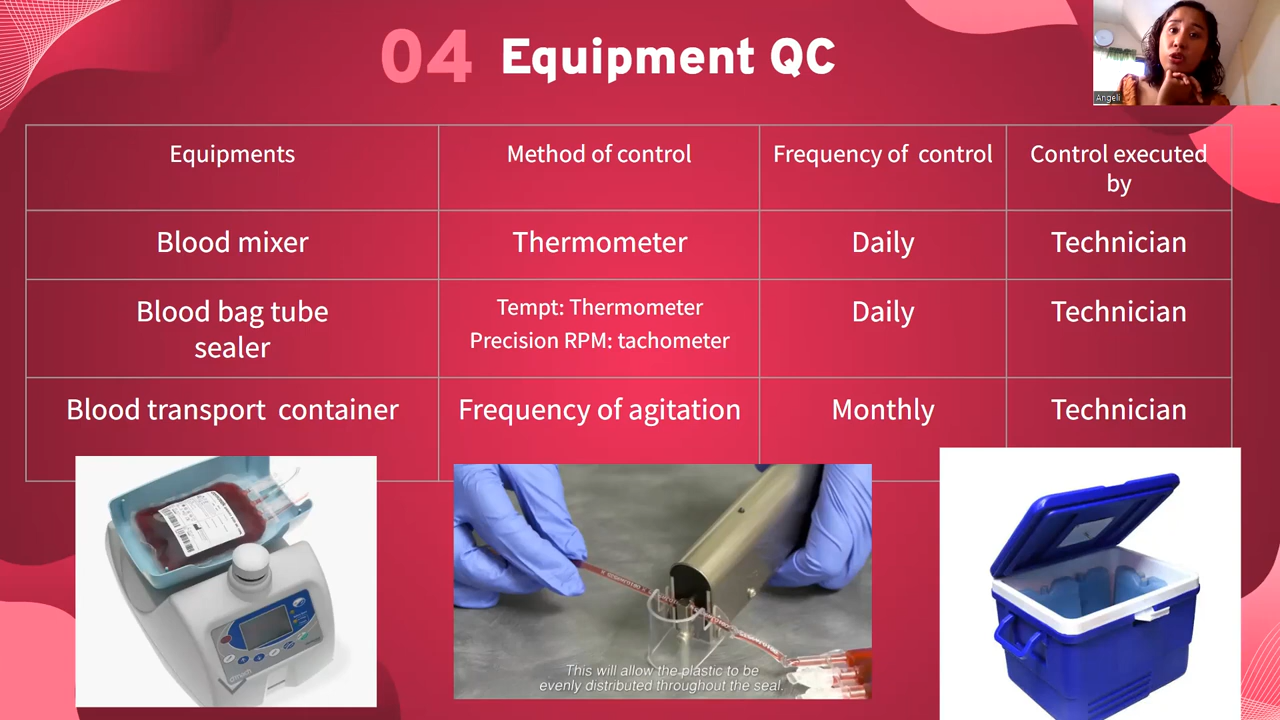 04 Equipment QC
Angeli
Equipments
Method of control
Frequency of control
Control executed
by
Blood mixer
Thermometer
Daily
Technician
Blood bag tube
sealer
Tempt: Thermometer
Precision RPM: tachometer
Daily
Technician
Blood transport container
Frequency of agitation
Monthly
Technician
This will allow the plastic to be
evenly distributed throughout the seal.